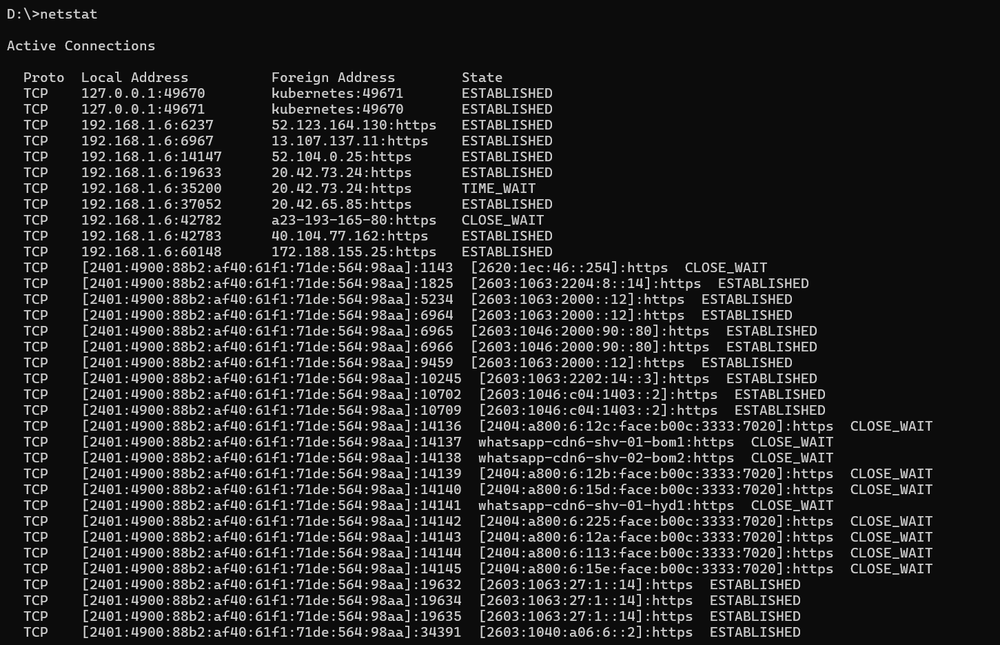 D:\>netstat
Active Connections
Proto  Local Address          Foreign Address        State
TCP    127.0.0.1:49670        kubernetes:49671       ESTABLISHED
TCP    127.0.0.1:49671        kubernetes:49670       ESTABLISHED
TCP    192.168.1.6:6237       52.123.164.130:https   ESTABLISHED
TCP    192.168.1.6:6967       13.107.137.11:https    ESTABLISHED
TCP    192.168.1.6:14147      52.104.0.25:https      ESTABLISHED
TCP    192.168.1.6:19633      20.42.73.24:https      ESTABLISHED
TCP    192.168.1.6:35200      20.42.73.24:https      TIME_WAIT
TCP    192.168.1.6:37052      20.42.65.85:https      ESTABLISHED
TCP    192.168.1.6:42782      a23-193-165-80:https   CLOSE_WAIT
TCP    192.168.1.6:42783      40.104.77.162:https    ESTABLISHED
TCP    192.168.1.6:60148      172.188.155.25:https   ESTABLISHED
TCP    [2401:4900:88b2:af40:61f1:71de:564:98aa]:1143  [2620:1ec:46::254]:https  CLOSE_WAIT
TCP    [2401:4900:88b2:af40:61f1:71de:564:98aa]:1825  [2603:1063:2204:8::14]:https  ESTABLISHED
TCP    [2401:4900:88b2:af40:61f1:71de:564:98aa]:5234  [2603:1063:2000::12]:https  ESTABLISHED
TCP    [2401:4900:88b2:af40:61f1:71de:564:98aa]:6964  [2603:1063:2000::12]:https  ESTABLISHED
TCP    [2401:4900:88b2:af40:61f1:71de:564:98aa]:6965  [2603:1046:2000:90::80]:https  ESTABLISHED
TCP    [2401:4900:88b2:af40:61f1:71de:564:98aa]:6966  [2603:1046:2000:90::80]:https  ESTABLISHED
TCP    [2401:4900:88b2:af40:61f1:71de:564:98aa]:9459  [2603:1063:2000::12]:https  ESTABLISHED
TCP    [2401:4900:88b2:af40:61f1:71de:564:98aa]:10245  [2603:1063:2202:14::3]:https  ESTABLISHED
TCP    [2401:4900:88b2:af40:61f1:71de:564:98aa]:10702  [2603:1046:c04:1403::2]:https  ESTABLISHED
TCP    [2401:4900:88b2:af40:61f1:71de:564:98aa]:10709  [2603:1046:c04:1403::2]:https  ESTABLISHED
TCP    [2401:4900:88b2:af40:61f1:71de:564:98aa]:14136  [2404:a800:6:12c:face:b00c:3333:7020]:https  CLOSE_WAIT
TCP    [2401:4900:88b2:af40:61f1:71de:564:98aa]:14137  whatsapp-cdn6-shv-01-bom1:https  CLOSE_WAIT
TCP    [2401:4900:88b2:af40:61f1:71de:564:98aa]:14138  whatsapp-cdn6-shv-02-bom2:https  CLOSE_WAIT
TCP    [2401:4900:88b2:af40:61f1:71de:564:98aa]:14139  [2404:a800:6:12b:face:b00c:3333:7020]:https  CLOSE_WAIT
TCP    [2401:4900:88b2:af40:61f1:71de:564:98aa]:14140  [2404:a800:6:15d:face:b00c:3333:7020]:https  CLOSE_WAIT
TCP    [2401:4900:88b2:af40:61f1:71de:564:98aa]:14141  whatsapp-cdn6-shv-01-hyd1:https  CLOSE_WAIT
TCP    [2401:4900:88b2:af40:61f1:71de:564:98aa]:14142  [2404:a800:6:225:face:b00c:3333:7020]:https  CLOSE_WAIT
TCP    [2401:4900:88b2:af40:61f1:71de:564:98aa]:14143  [2404:a800:6:12a:face:b00c:3333:7020]:https  CLOSE_WAIT
TCP    [2401:4900:88b2:af40:61f1:71de:564:98aa]:14144  [2404:a800:6:113:face:b00c:3333:7020]:https  CLOSE_WAIT
TCP    [2401:4900:88b2:af40:61f1:71de:564:98aa]:14145  [2404:a800:6:15e:face:b00c:3333:7020]:https  CLOSE_WAIT
TCP    [2401:4900:88b2:af40:61f1:71de:564:98aa]:19632  [2603:1063:27:1::14]:https  ESTABLISHED
TCP    [2401:4900:88b2:af40:61f1:71de:564:98aa]:19634  [2603:1063:27:1::14]:https  ESTABLISHED
TCP    [2401:4900:88b2:af40:61f1:71de:564:98aa]:19635  [2603:1063:27:1::14]:https  ESTABLISHED
TCP    [2401:4900:88b2:af40:61f1:71de:564:98aa]:34391  [2603:1040:a06:6::2]:https  ESTABLISHED